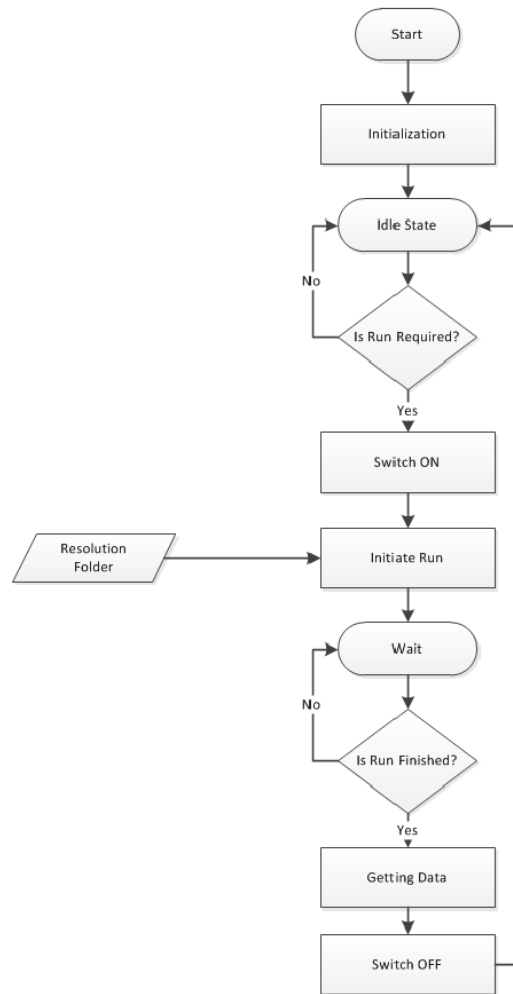 Start
Initialization
Idle State
No
Is Run Required?
Yes
Switch ON
Resolution
Folder
Initiate Run
Wait
No
Is Run Finished?
Yes
Getting Data
Switch OFF